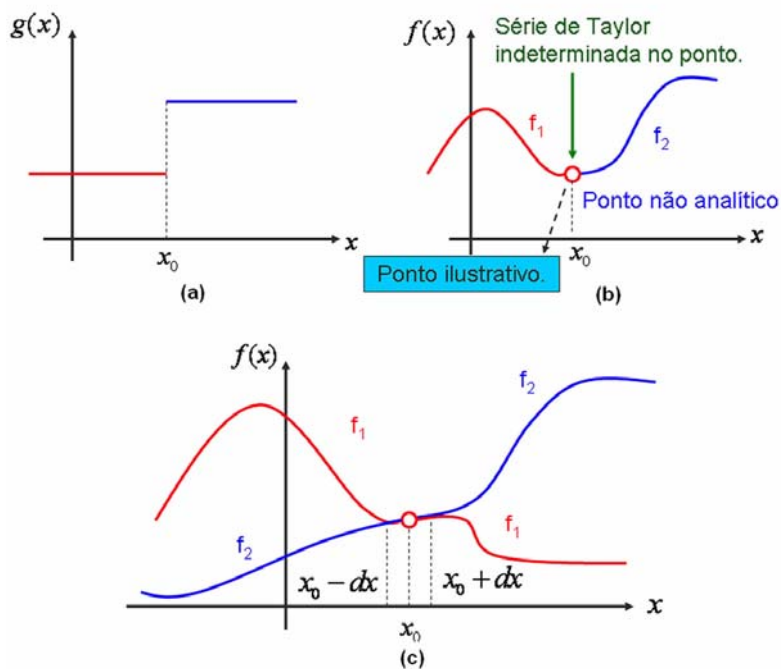 g(x)
x₀
x
(a)
f(x)
Série de Taylor
indeterminada no ponto.
f₁
f₂
Ponto não analítico
x₀
x
Ponto ilustrativo.
(b)
f(x)
f₂
f₁
f₂
f₁
x₀ − dx
x₀ + dx
x₀
x
(c)